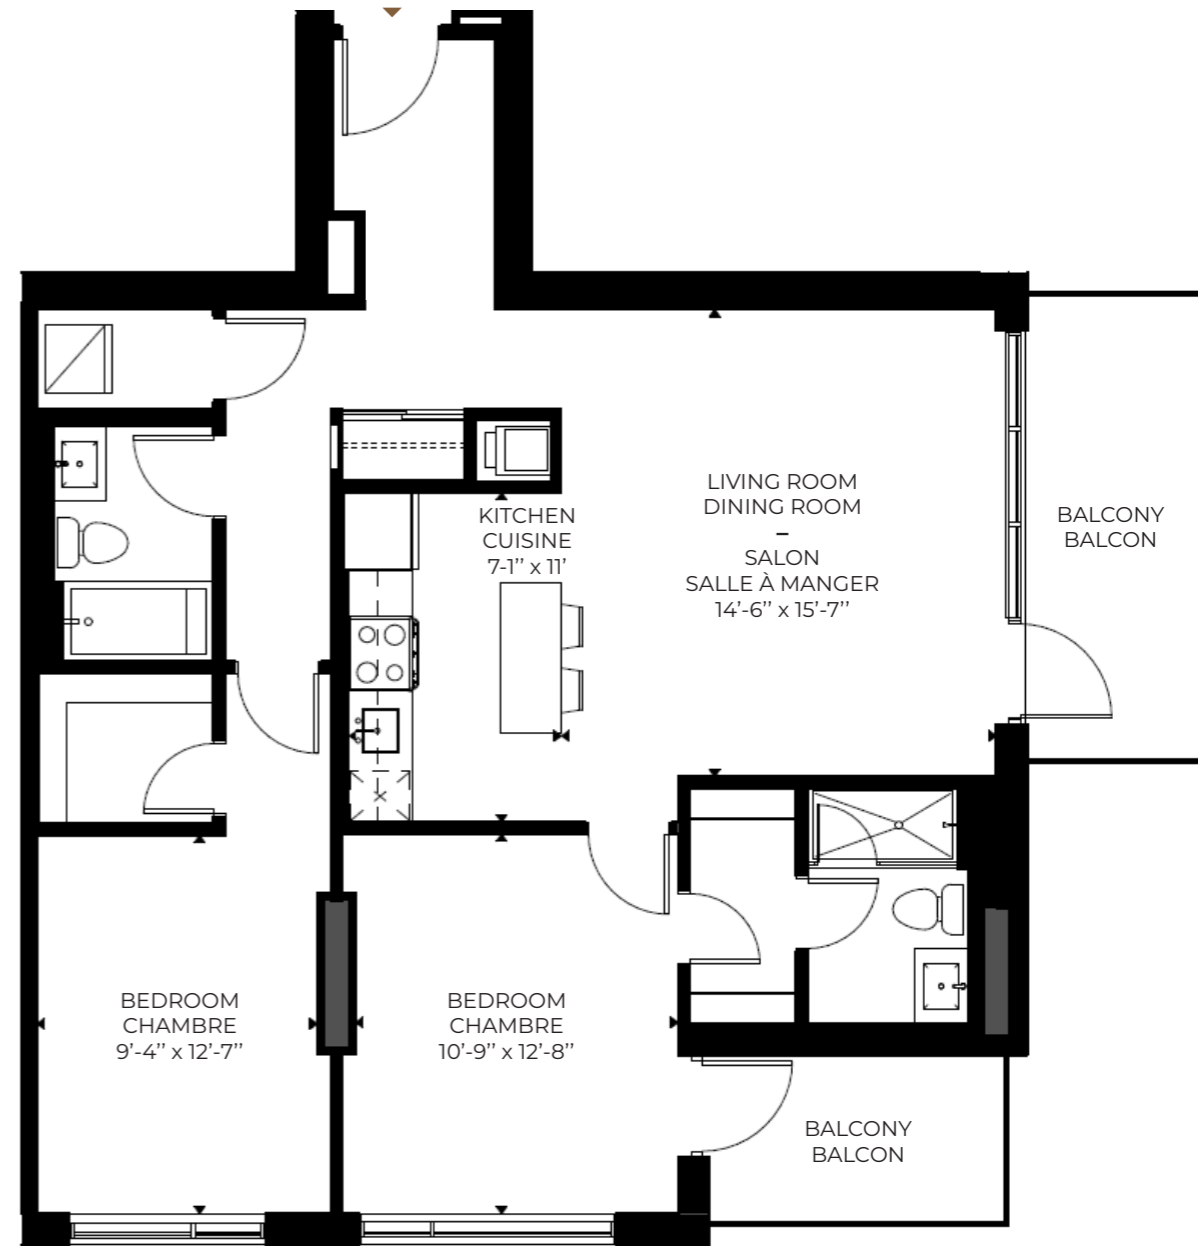 LIVING ROOM
DINING ROOM
–
SALON
SALLE À MANGER
14’-6’’ x 15’-7’’
BALCONY
BALCON
KITCHEN
CUISINE
7-1’’ x 11’
BEDROOM
CHAMBRE
9’-4’’ x 12’-7’’
BEDROOM
CHAMBRE
10’-9’’ x 12’-8’’
BALCONY
BALCON